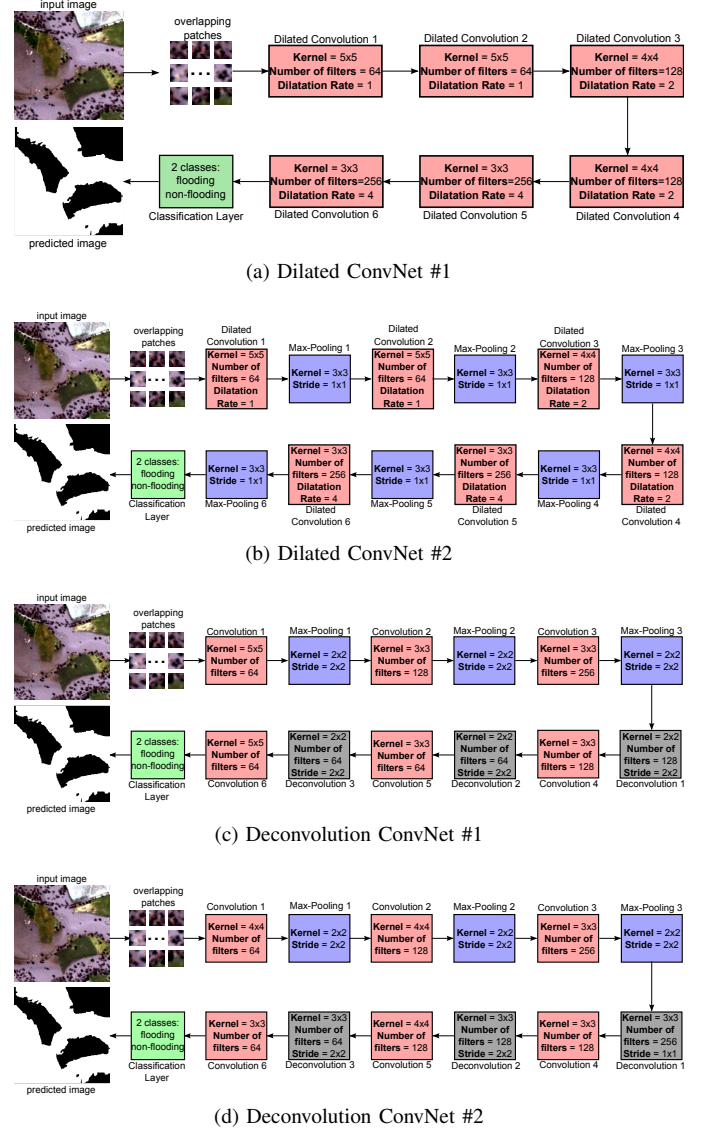 input image
overlapping
patches
Dilated Convolution 1
Kernel = 5x5
Number of filters = 64
Dilatation Rate = 1
Dilated Convolution 2
Kernel = 5x5
Number of filters = 64
Dilatation Rate = 1
Dilated Convolution 3
Kernel = 4x4
Number of filters=128
Dilatation Rate = 2
2 classes:
flooding
non-flooding
Classification Layer
Kernel = 3x3
Number of filters=256
Dilatation Rate = 4
Dilated Convolution 6
Kernel = 3x3
Number of filters=256
Dilatation Rate = 4
Dilated Convolution 5
Kernel = 4x4
Number of filters=128
Dilatation Rate = 2
Dilated Convolution 4
predicted image
(a) Dilated ConvNet #1
input image
overlapping
patches
Dilated
Convolution 1
Kernel = 5x5
Number of
filters = 64
Dilatation
Rate = 1
Max-Pooling 1
Kernel = 3x3
Stride = 1x1
Dilated
Convolution 2
Kernel = 5x5
Number of
filters = 64
Dilatation
Rate = 1
Max-Pooling 2
Kernel = 3x3
Stride = 1x1
Dilated
Convolution 3
Kernel = 4x4
Number of
filters = 128
Dilatation
Rate = 2
Max-Pooling 3
Kernel = 3x3
Stride = 1x1
2 classes:
flooding
non-flooding
Classification
Layer
Kernel = 3x3
Stride = 1x1
Max-Pooling 6
Kernel = 3x3
Number of
filters = 256
Dilatation
Rate = 4
Dilated
Convolution 6
Kernel = 3x3
Stride = 1x1
Max-Pooling 5
Kernel = 3x3
Number of
filters = 256
Dilatation
Rate = 4
Dilated
Convolution 5
Kernel = 3x3
Stride = 1x1
Max-Pooling 4
Kernel = 4x4
Number of
filters = 128
Dilatation
Rate = 2
Dilated
Convolution 4
predicted image
(b) Dilated ConvNet #2
input image
overlapping
patches
Convolution 1
Kernel = 5x5
Number of
filters = 64
Max-Pooling 1
Kernel = 2x2
Stride = 2x2
Convolution 2
Kernel = 3x3
Number of
filters = 128
Max-Pooling 2
Kernel = 2x2
Stride = 2x2
Convolution 3
Kernel = 3x3
Number of
filters = 256
Max-Pooling 3
Kernel = 2x2
Stride = 2x2
2 classes:
flooding
non-flooding
Classification
Layer
Kernel = 5x5
Number of
filters = 64
Convolution 6
Kernel = 2x2
Number of
filters = 64
Stride = 2x2
Deconvolution 3
Kernel = 3x3
Number of
filters = 64
Convolution 5
Kernel = 2x2
Number of
filters = 64
Stride = 2x2
Deconvolution 2
Kernel = 3x3
Number of
filters = 128
Convolution 4
Kernel = 2x2
Number of
filters = 128
Stride = 2x2
Deconvolution 1
predicted image
(c) Deconvolution ConvNet #1
input image
overlapping
patches
Convolution 1
Kernel = 4x4
Number of
filters = 64
Max-Pooling 1
Kernel = 2x2
Stride = 2x2
Convolution 2
Kernel = 4x4
Number of
filters = 128
Max-Pooling 2
Kernel = 2x2
Stride = 2x2
Convolution 3
Kernel = 3x3
Number of
filters = 256
Max-Pooling 3
Kernel = 2x2
Stride = 2x2
2 classes:
flooding
non-flooding
Classification
Layer
Kernel = 3x3
Number of
filters = 64
Convolution 6
Kernel = 3x3
Number of
filters = 64
Stride = 2x2
Deconvolution 3
Kernel = 4x4
Number of
filters = 128
Convolution 5
Kernel = 3x3
Number of
filters = 128
Stride = 2x2
Deconvolution 2
Kernel = 3x3
Number of
filters = 128
Convolution 4
Kernel = 3x3
Number of
filters = 256
Stride = 1x1
Deconvolution 1
predicted image
(d) Deconvolution ConvNet #2